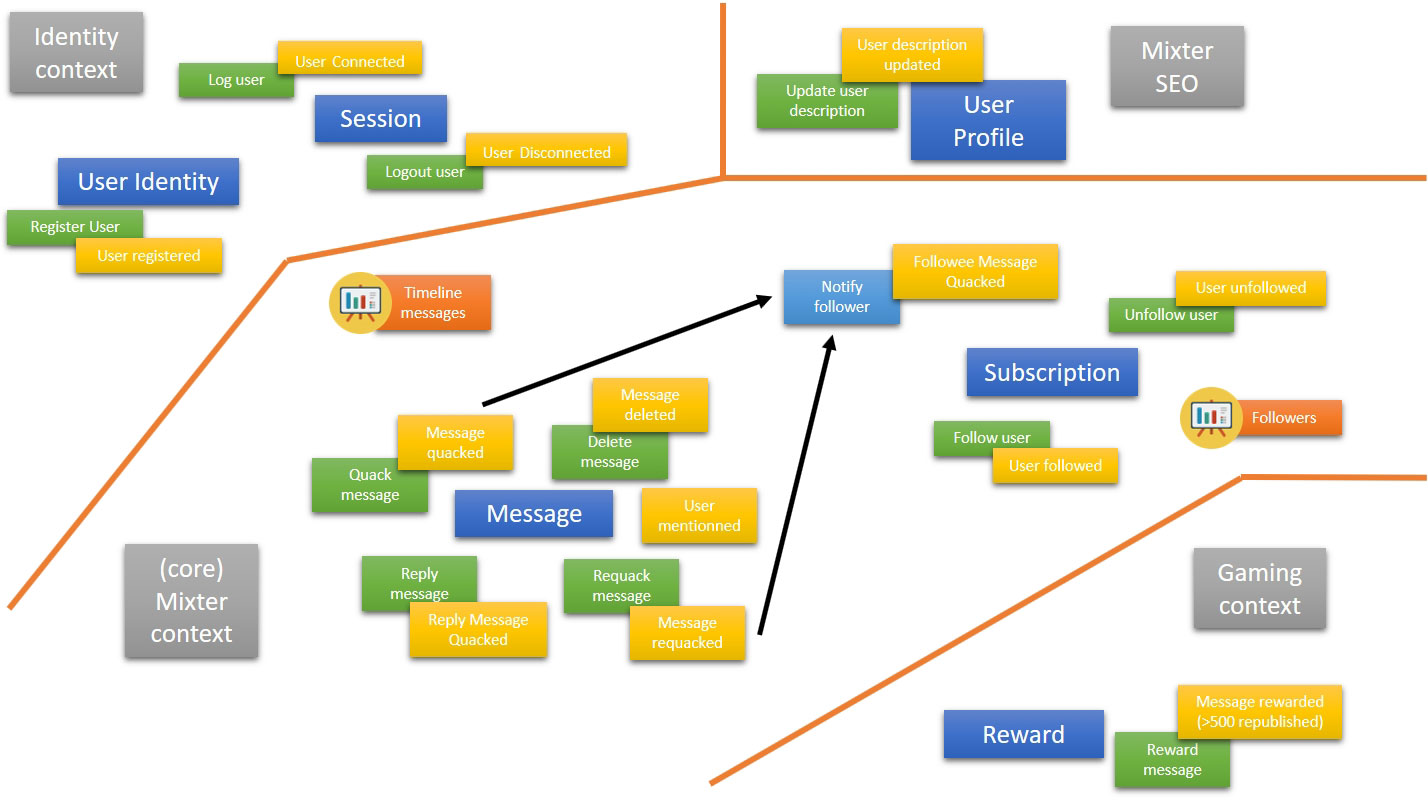 Identity
context
Log user
User Connected
Session
User Disconnected
Logout user
User Identity
Register User
User registered
User description
updated
Update user
description
User
Profile
Mixter
SEO
Timeline
messages
Notify
follower
Followee Message
Quacked
User unfollowed
Unfollow user
Subscription
Followers
Follow user
User followed
Message
quacked
Quack
message
Message
deleted
Delete
message
Message
User
mentionned
Reply
message
Reply Message
Quacked
Requack
message
Message
requacked
(core)
Mixter
context
Gaming
context
Reward
Message rewarded
(>500 republished)
Reward
message